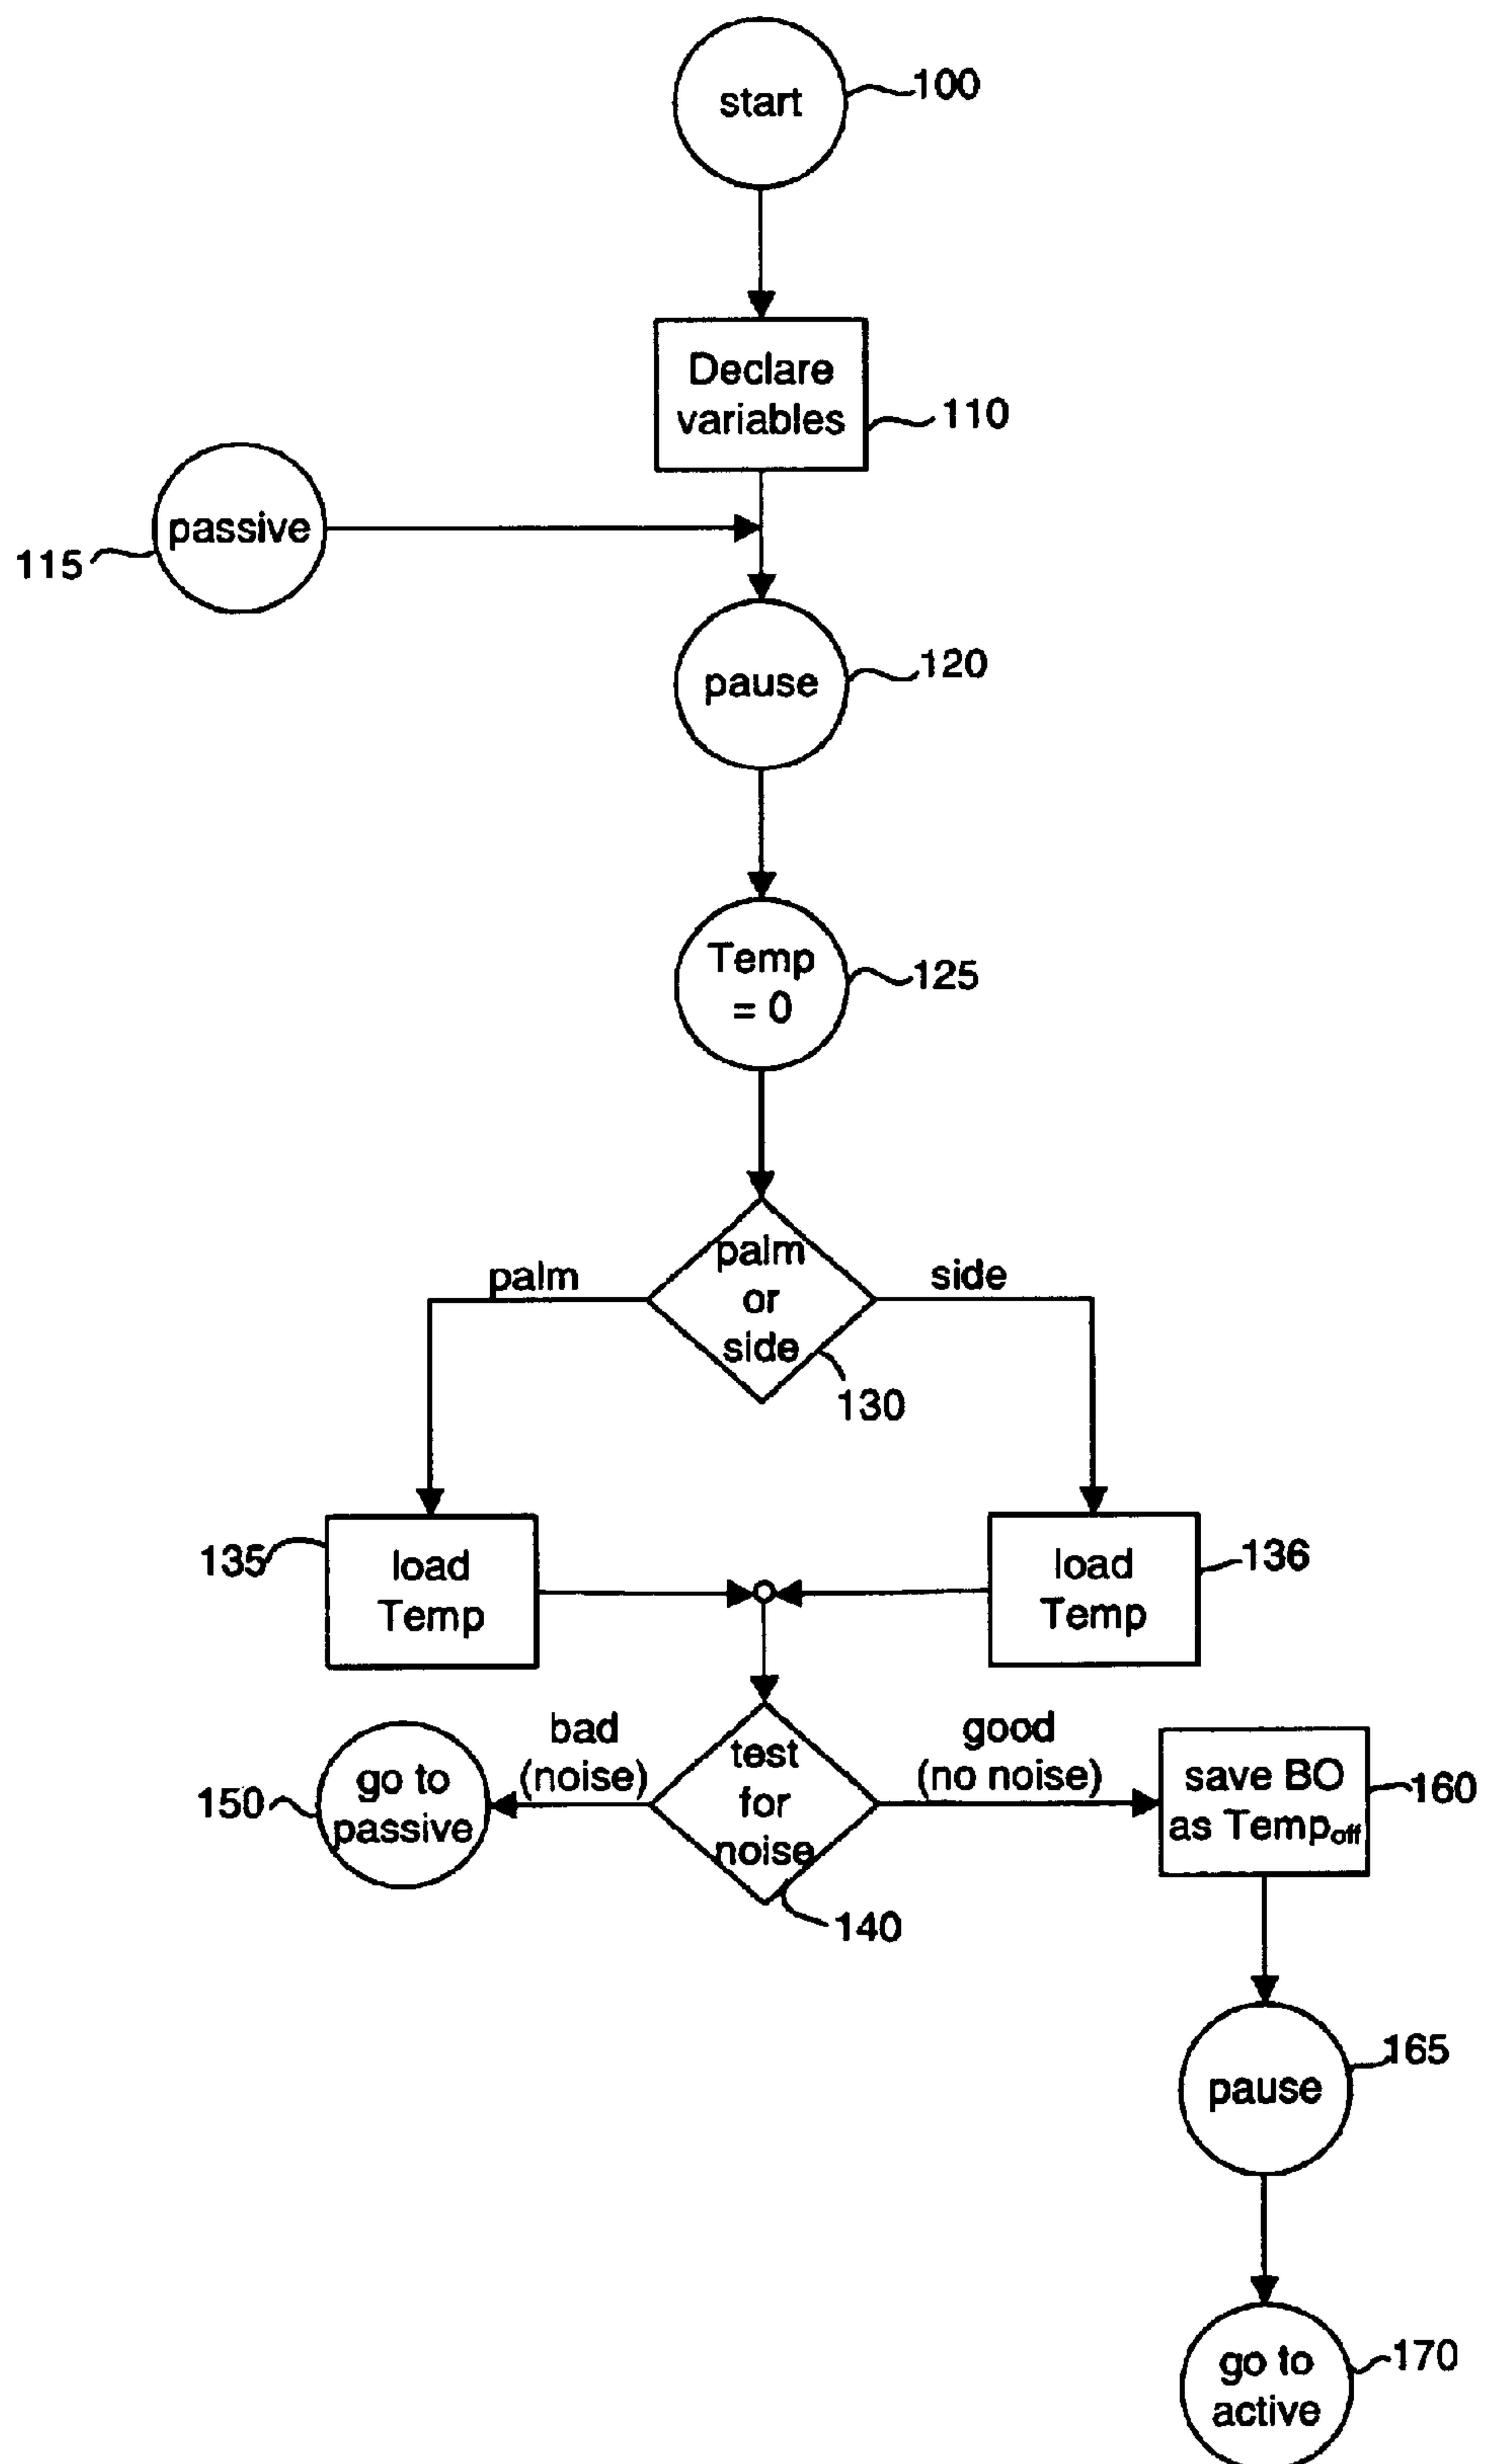 start
100
Declare
variables
110
passive
115
pause
120
Temp
= 0
125
palm
palm
or
side
side
130
135
load
Temp
load
Temp
136
bad
(noise)
test
for
noise
good
(no noise)
140
150
go to
passive
save BO
as Tempoff
160
pause
165
go to
active
170